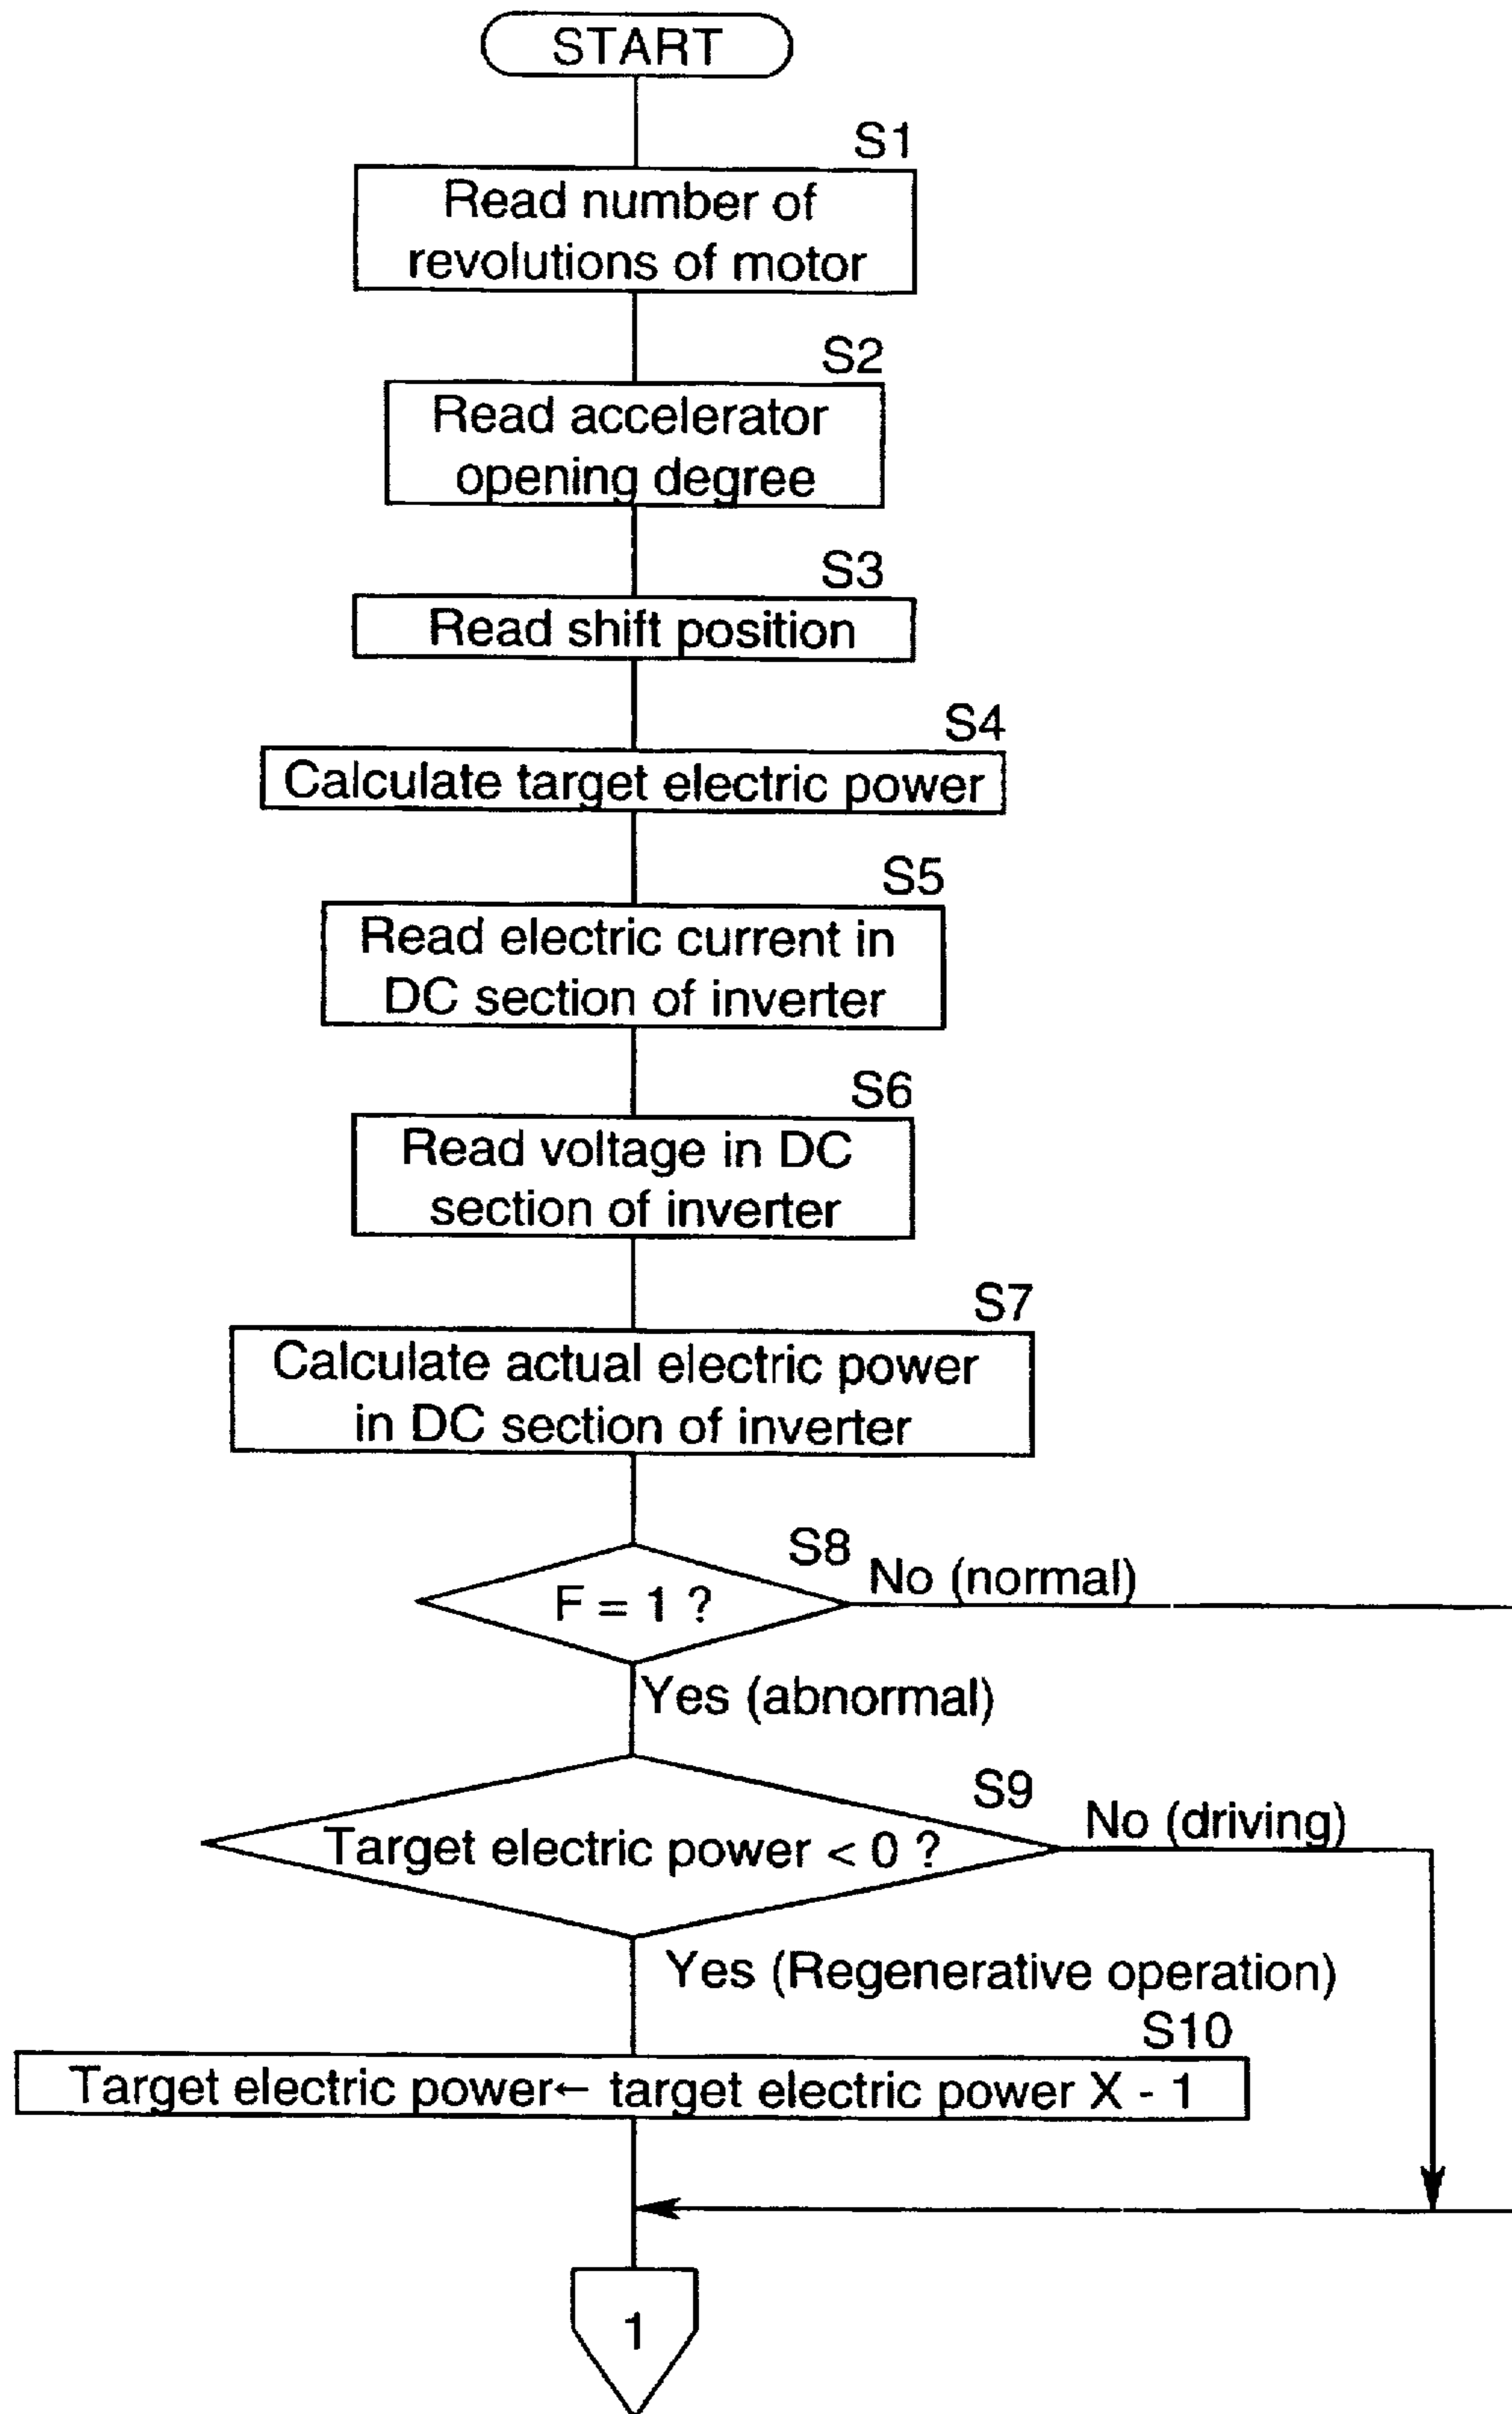 START
S1
Read number of
revolutions of motor
S2
Read accelerator
opening degree
S3
Read shift position
S4
Calculate target electric power
S5
Read electric current in
DC section of inverter
S6
Read voltage in DC
section of inverter
S7
Calculate actual electric power
in DC section of inverter
S8
No (normal)
F = 1 ?
Yes (abnormal)
S9
No (driving)
Target electric power < 0 ?
Yes (Regenerative operation)
S10
Target electric power← target electric power X - 1
1